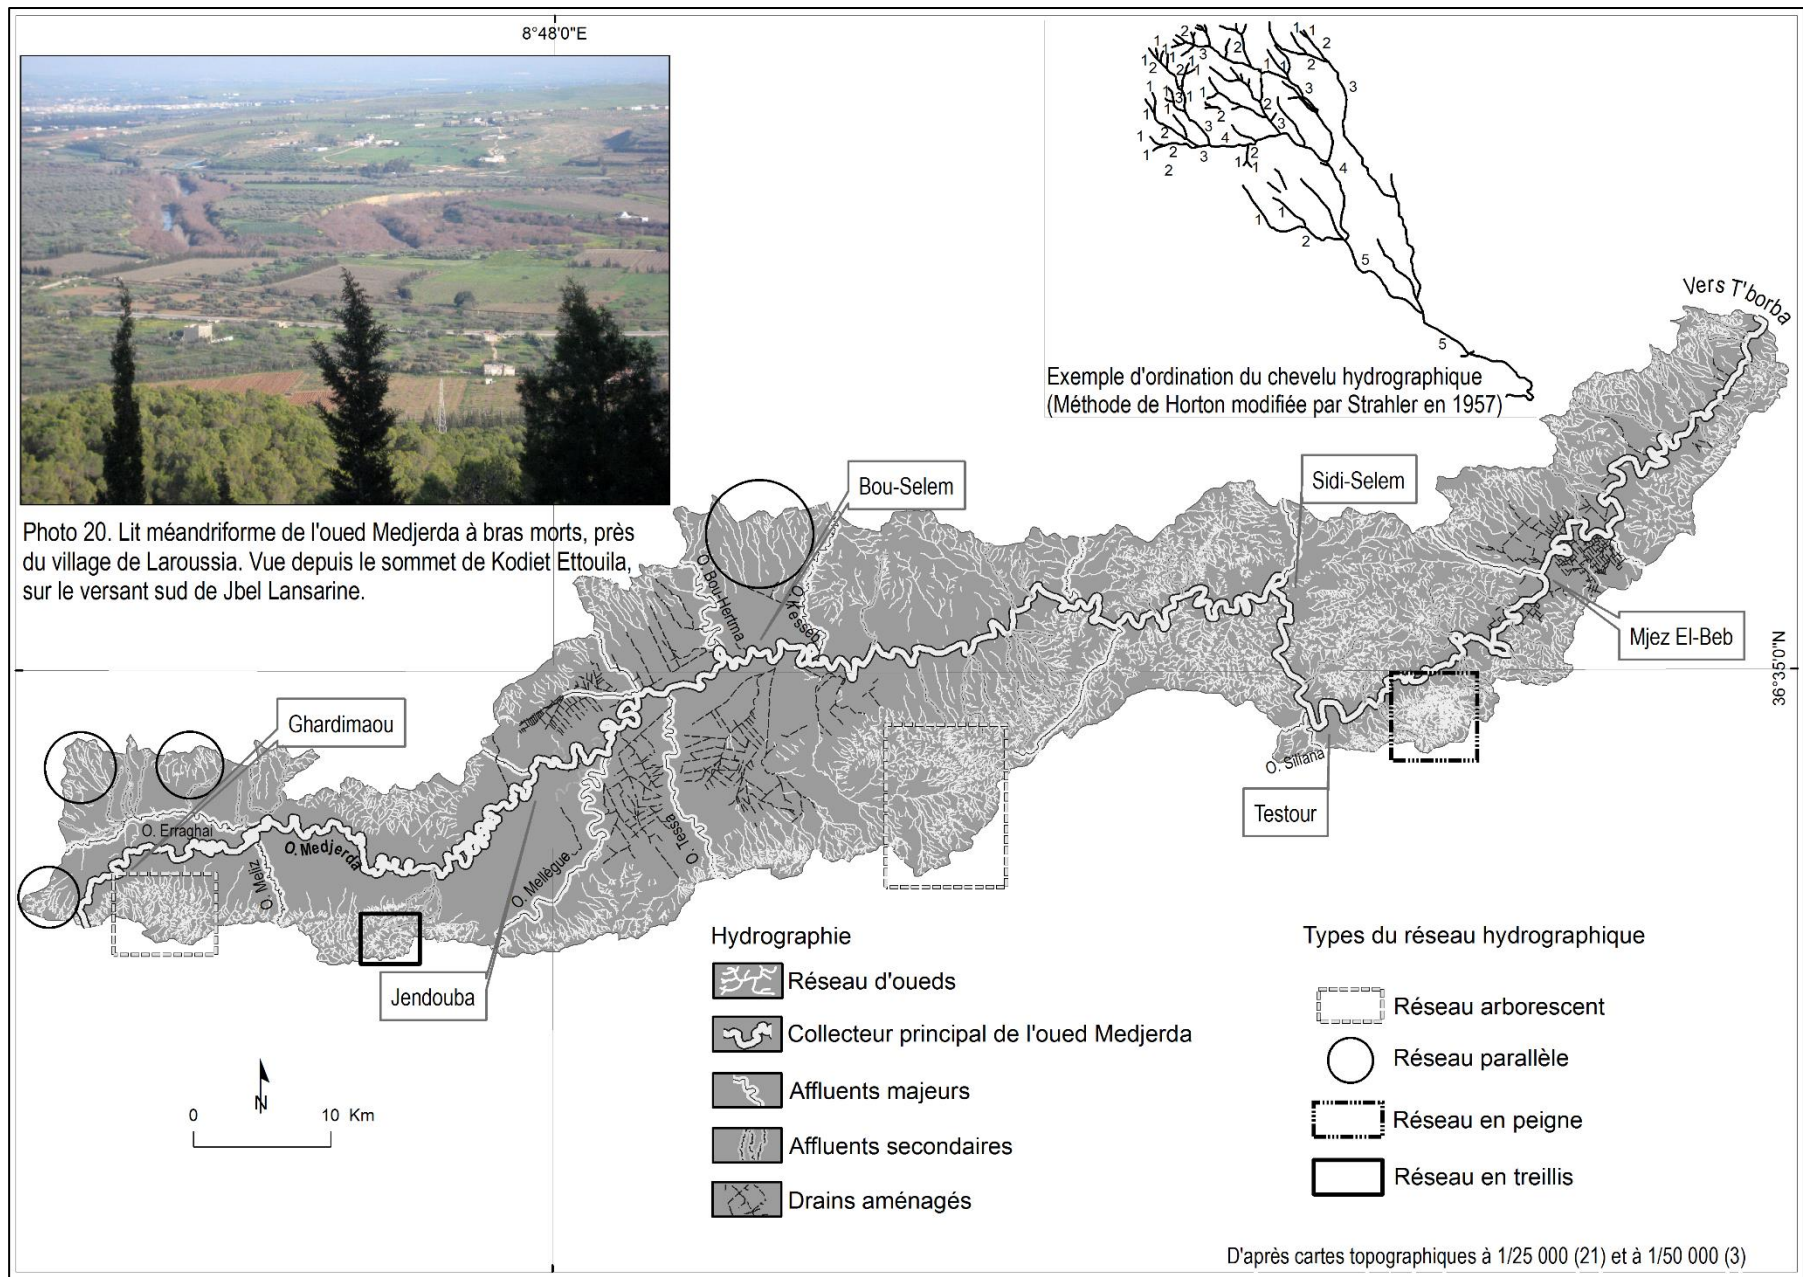 8°48'0"E
Exemple d'ordination du chevelu hydrographique
(Méthode de Horton modifiée par Strahler en 1957)
Photo 20. Lit méandriforme de l'oued Medjerda à bras morts, près
du village de Laroussia. Vue depuis le sommet de Kodiet Ettouila,
sur le versant sud de Jbel Lansarine.
Vers T'borba
Bou-Selem
Sidi-Selem
Mjez El-Beb
36°35'0"N
Ghardimaou
Testour
Jendouba
O. Bou-Hertma
O. Kesseb
O. Erraghai
O. Medjerda
O. Meliz
O. Mellègue
O. Tessa
O. Siliana
N
0 10 Km
Hydrographie
Réseau d'oueds
Collecteur principal de l'oued Medjerda
Affluents majeurs
Affluents secondaires
Drains aménagés
Types du réseau hydrographique
Réseau arborescent
Réseau parallèle
Réseau en peigne
Réseau en treillis
D'après cartes topographiques à 1/25 000 (21) et à 1/50 000 (3)